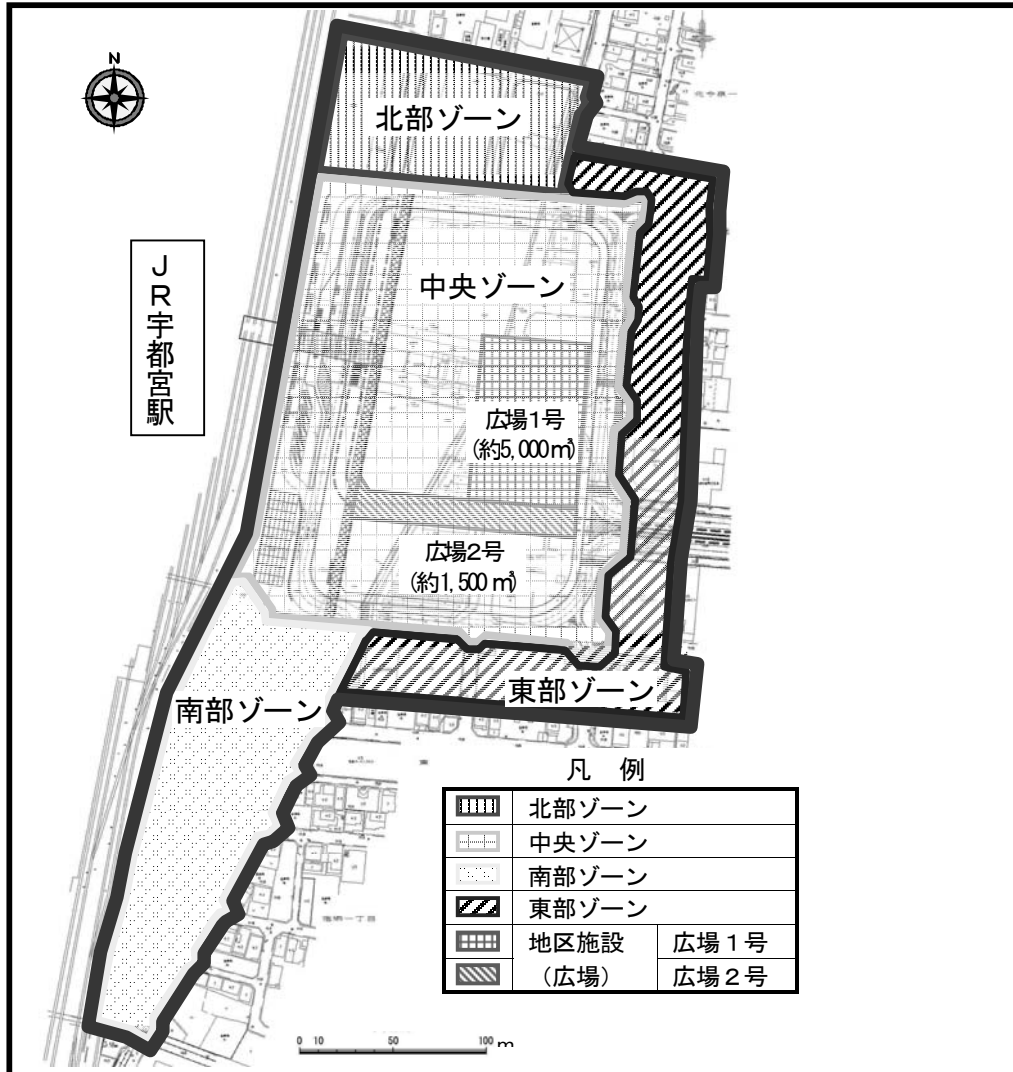 N
北部ゾーン
JR宇都宮駅
中央ゾーン
広場1号
(約5,000㎡)
広場2号
(約1,500㎡)
南部ゾーン
東部ゾーン
凡 例
北部ゾーン
中央ゾーン
南部ゾーン
東部ゾーン
地区施設 広場1号
(広場) 広場2号
0 10 50 100 m